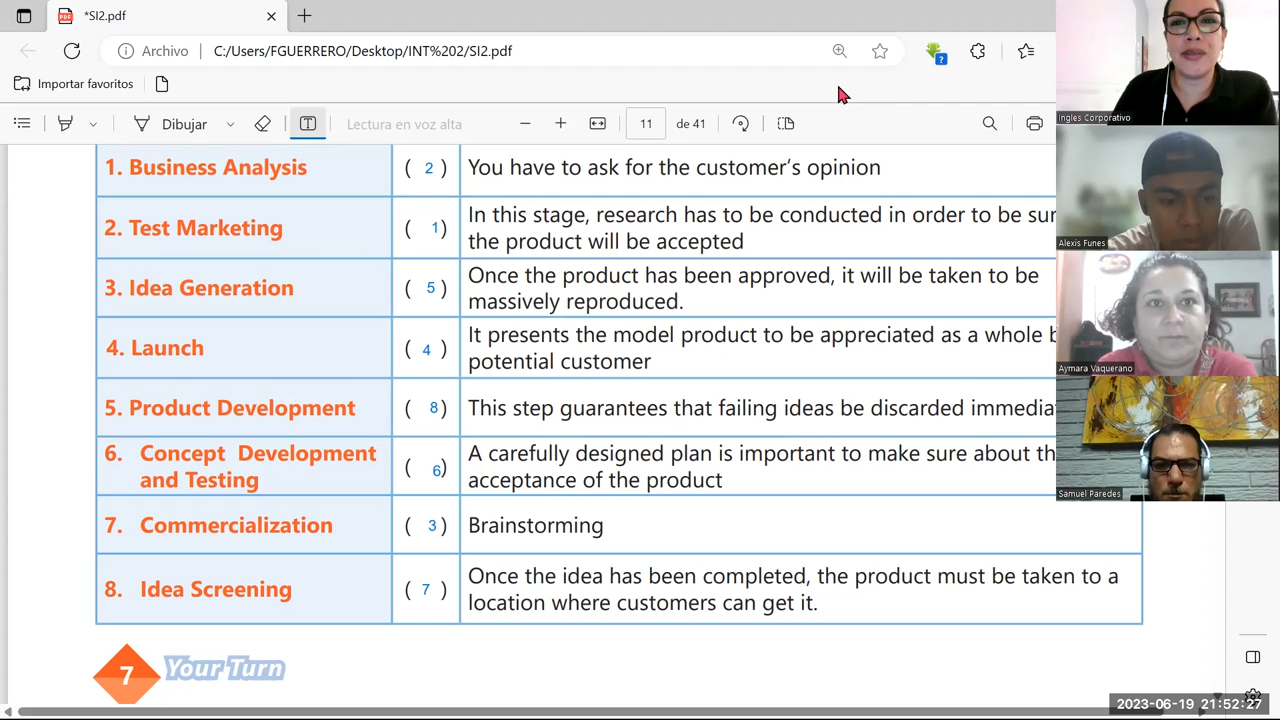 *SI2.pdf
Archivo C:/Users/FGUERRERO/Desktop/INT%202/SI2.pdf
Importar favoritos
Dibujar Lectura en voz alta 11 de 41
1. Business Analysis ( 2 ) You have to ask for the customer's opinion
2. Test Marketing ( 1 ) In this stage, research has to be conducted in order to be sur
the product will be accepted
3. Idea Generation ( 5 ) Once the product has been approved, it will be taken to be
massively reproduced.
4. Launch ( 4 ) It presents the model product to be appreciated as a whole b
potential customer
5. Product Development ( 8 ) This step guarantees that failing ideas be discarded immedia
6. Concept Development
and Testing
( 6 ) A carefully designed plan is important to make sure about th
acceptance of the product
7. Commercialization ( 3 ) Brainstorming
8. Idea Screening ( 7 ) Once the idea has been completed, the product must be taken to a
location where customers can get it.
7 Your Turn
Ingles Corporativo
Alexis Funes
Aymara Vaquerano
Samuel Paredes
2023-06-19 21:52:27